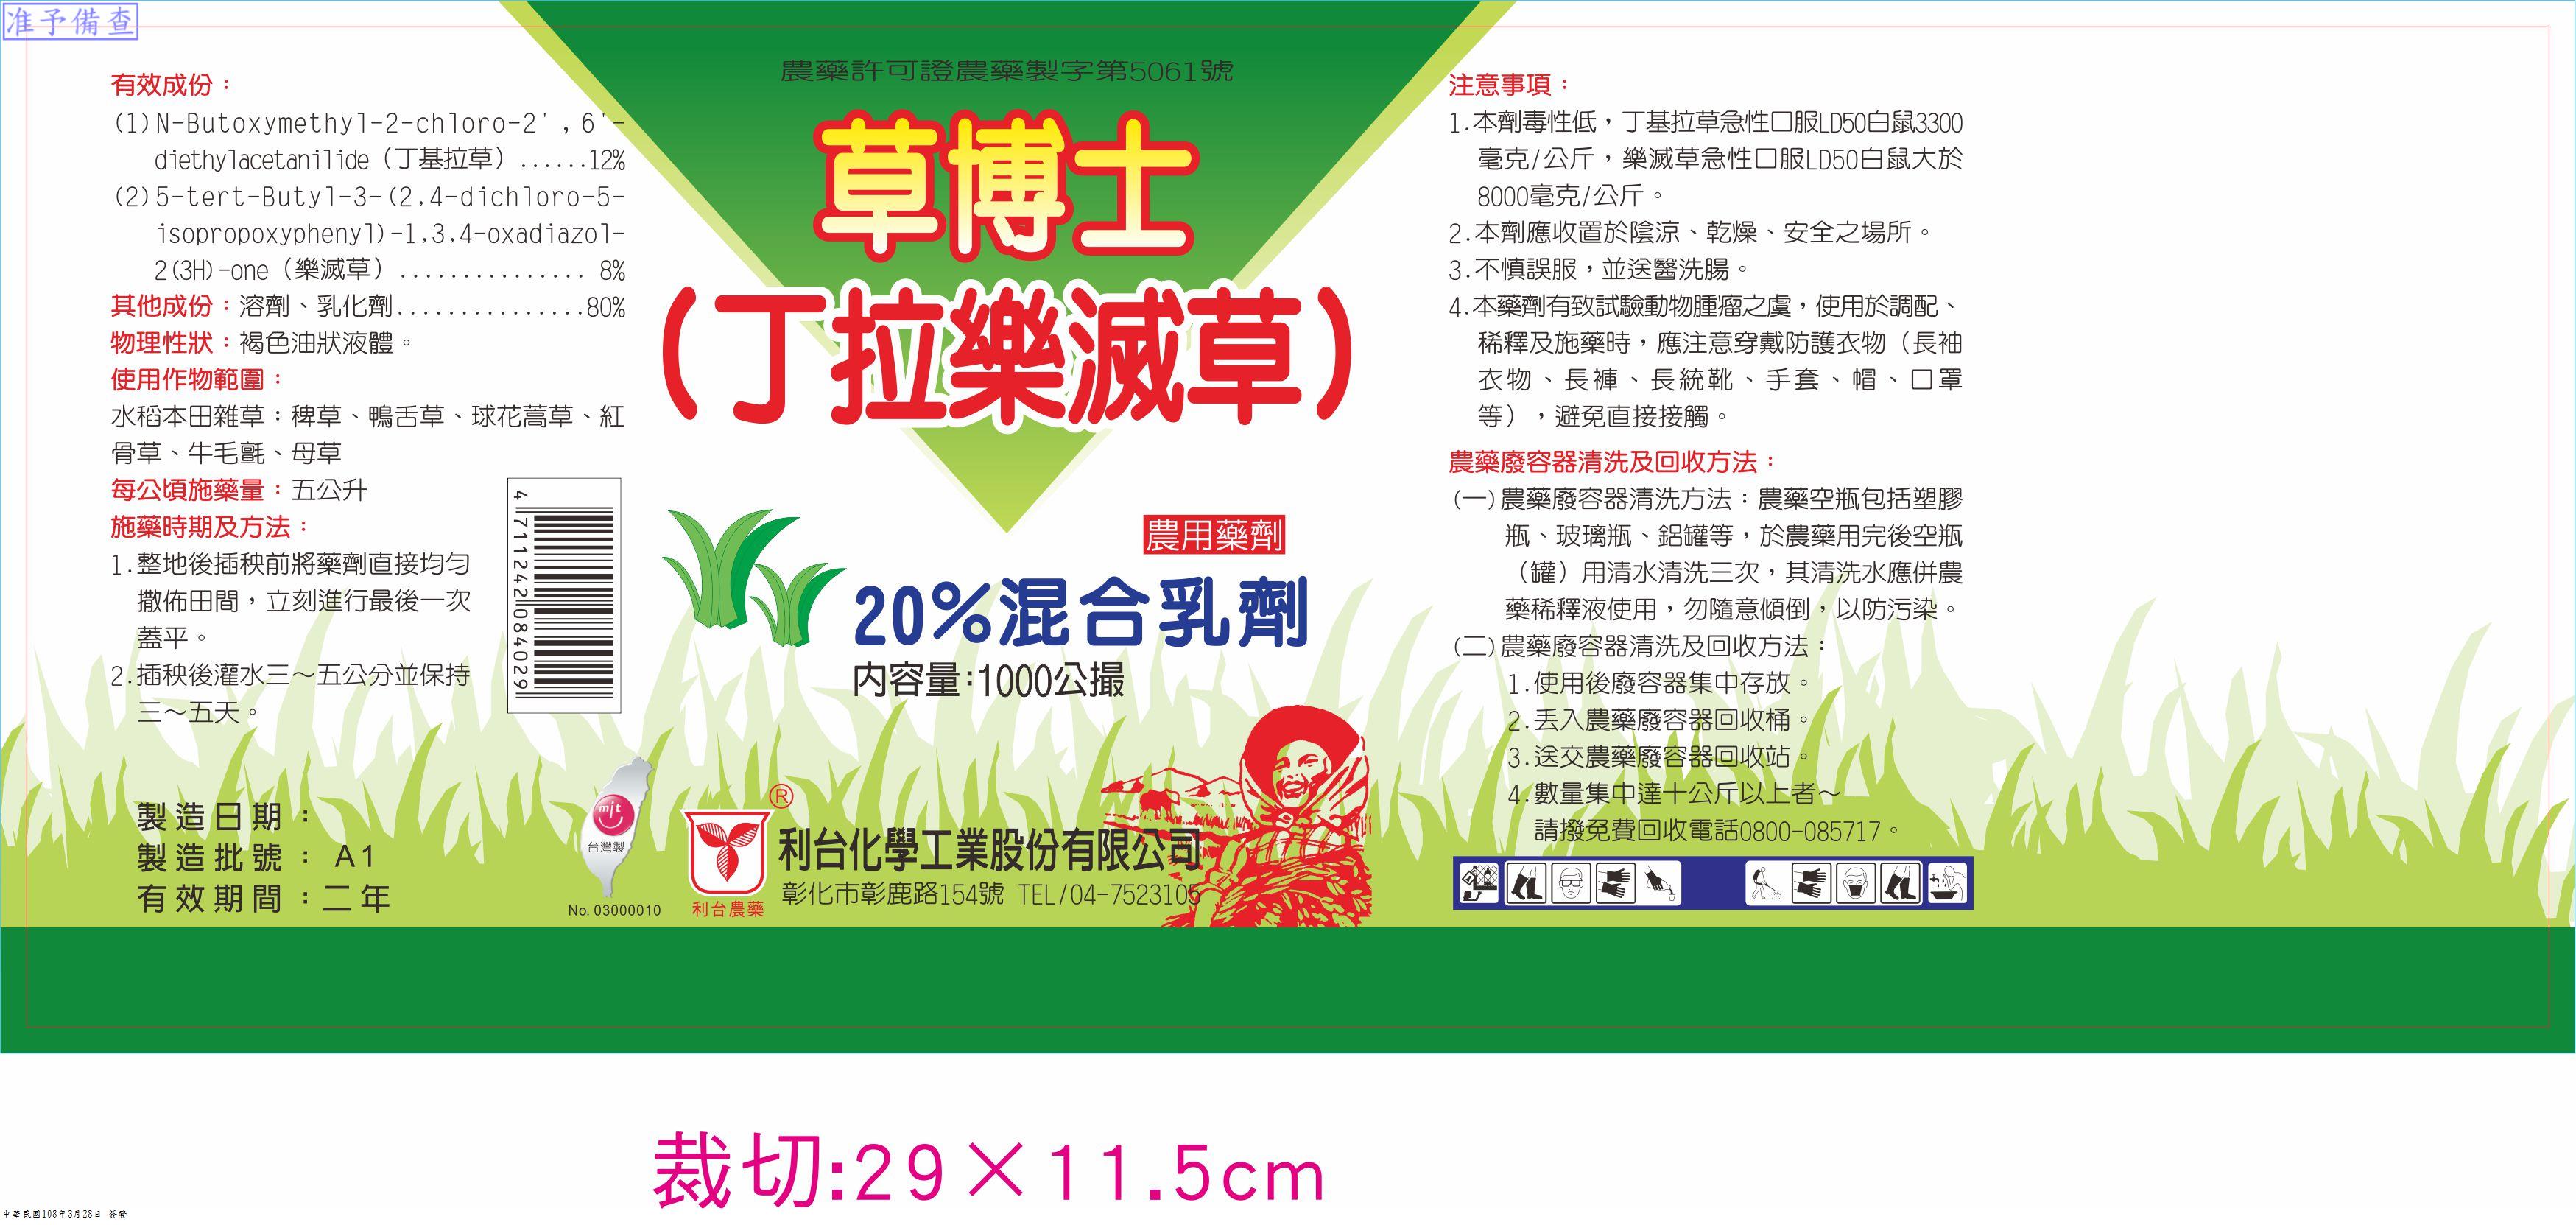 准予備查
有效成份：
(1)N-Butoxymethyl-2-chloro-2',6'-
diethylacetanilide（丁基拉草）......12%
(2)5-tert-Butyl-3-(2,4-dichloro-5-
isopropoxyphenyl)-1,3,4-oxadiazol-
2(3H)-one（樂滅草）............... 8%
其他成份：溶劑、乳化劑...............80%
物理性狀：褐色油狀液體。
使用作物範圍：
水稻本田雜草：稗草、鴨舌草、球花蒿草、紅
骨草、牛毛氈、母草
每公頃施藥量：五公升
施藥時期及方法：
1.整地後插秧前將藥劑直接均勻
撒佈田間，立刻進行最後一次
蓋平。
2.插秧後灌水三～五公分並保持
三～五天。
4 711242 084029
製造日期：
製造批號： A1
有效期間：二年
mit
台灣製
No. 03000010
農藥許可證農藥製字第5061號
草博士
（丁拉樂滅草）
農用藥劑
20%混合乳劑
內容量:1000公撮
®
利台農藥
利台化學工業股份有限公司
彰化市彰鹿路154號 TEL/04-7523105
注意事項：
1.本劑毒性低，丁基拉草急性口服LD50白鼠3300
毫克/公斤，樂滅草急性口服LD50白鼠大於
8000毫克/公斤。
2.本劑應收置於陰涼、乾燥、安全之場所。
3.不慎誤服，並送醫洗腸。
4.本藥劑有致試驗動物腫瘤之虞，使用於調配、
稀釋及施藥時，應注意穿戴防護衣物（長袖
衣物、長褲、長統靴、手套、帽、口罩
等），避免直接接觸。
農藥廢容器清洗及回收方法：
(一)農藥廢容器清洗方法：農藥空瓶包括塑膠
瓶、玻璃瓶、鋁罐等，於農藥用完後空瓶
（罐）用清水清洗三次，其清洗水應併農
藥稀釋液使用，勿隨意傾倒，以防污染。
(二)農藥廢容器清洗及回收方法：
1.使用後廢容器集中存放。
2.丟入農藥廢容器回收桶。
3.送交農藥廢容器回收站。
4.數量集中達十公斤以上者～
請撥免費回收電話0800-085717。
裁切:29×11.5cm
中華民國108年3月28日 簽發